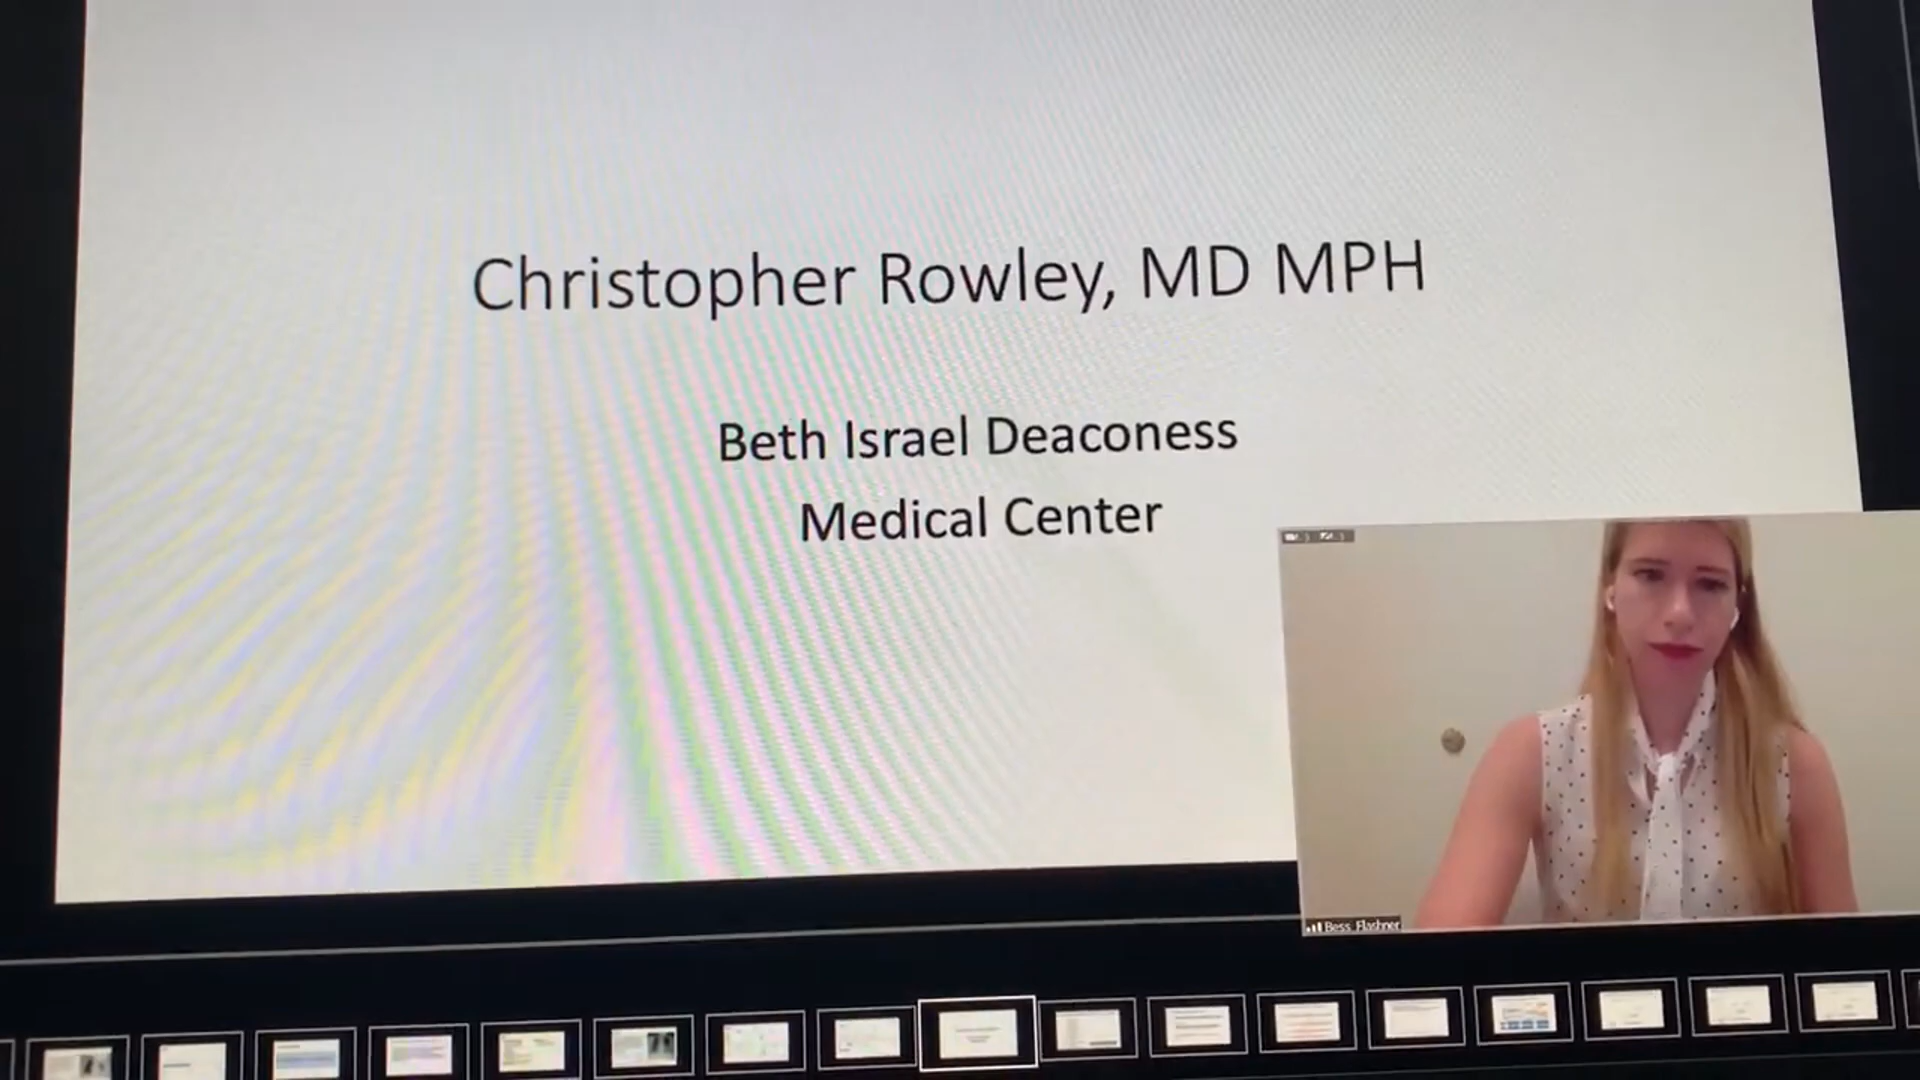 Christopher Rowley, MD MPH
Beth Israel Deaconess
Medical Center
Bess Flashner